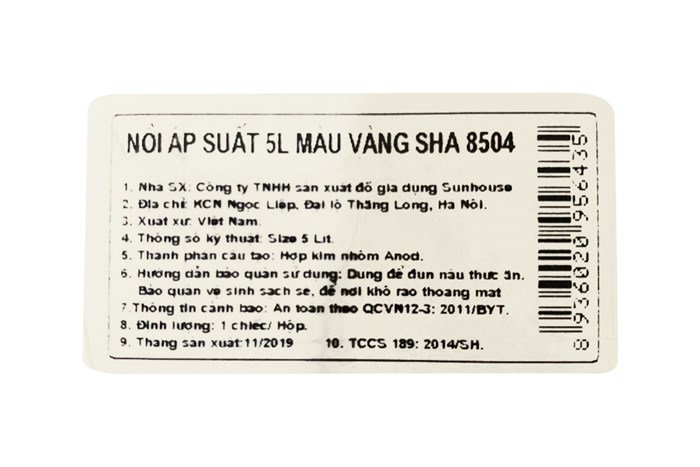 NỒI ÁP SUẤT 5L MÀU VÀNG SHA 8504
1. Nhà SX: Công ty TNHH sản xuất đồ gia dụng Sunhouse
2. Địa chỉ: KCN Ngọc Liệp, Đại lộ Thăng Long, Hà Nội.
3. Xuất xứ: Việt Nam.
4. Thông số kỹ thuật: Size 5 Lít.
5. Thành phần cấu tạo: Hợp kim nhôm Anod.
6. Hướng dẫn bảo quản sử dụng: Dùng để đun nấu thức ăn.
Bảo quản vệ sinh sạch sẽ, để nơi khô ráo thoáng mát
7.Thông tin cảnh báo: An toàn theo QCVN12-3: 2011/BYT.
8. Định lượng: 1 chiếc/ Hộp.
9. Tháng sản xuất:11/2019 10. TCCS 189: 2014/SH.
8936020956435